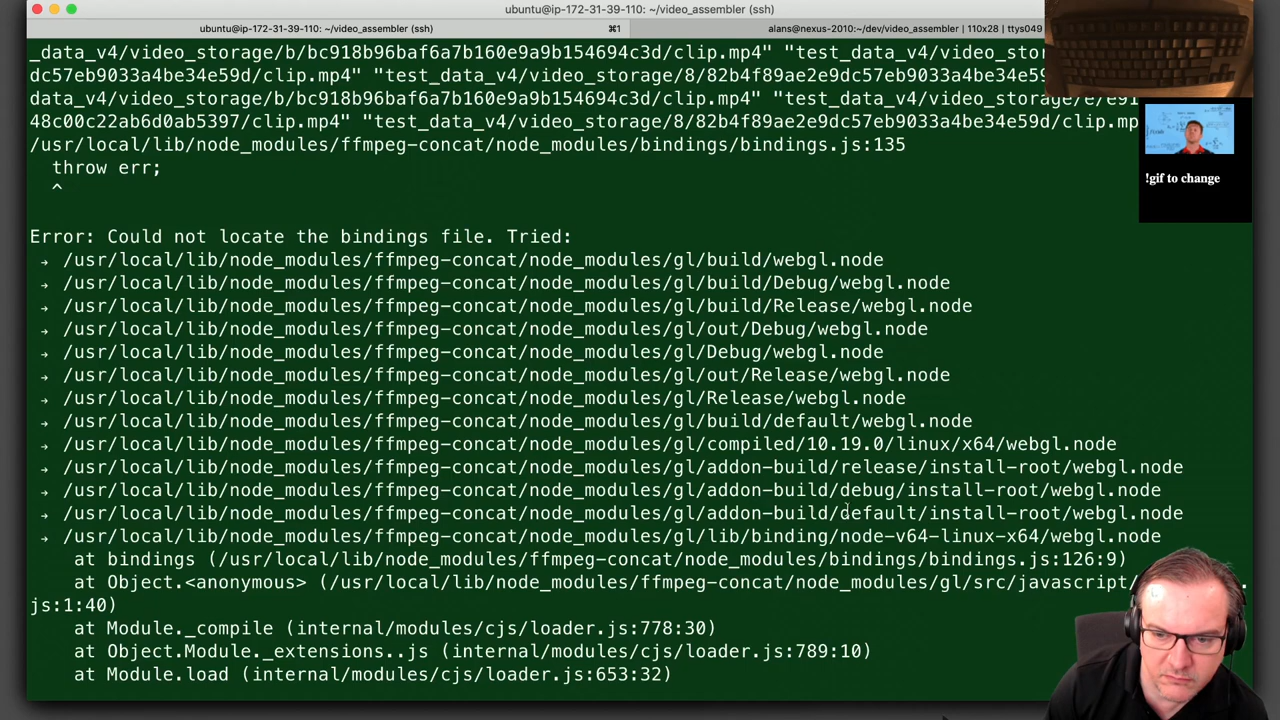 ubuntu@ip-172-31-39-110: ~/video_assembler (ssh)
ubuntu@ip-172-31-39-110: ~/video_assembler (ssh) ⌘1 alans@nexus-2010:~/dev/video_assembler | 110x28 | ttys049
_data_v4/video_storage/b/bc918b96baf6a7b160e9a9b154694c3d/clip.mp4" "test_data_v4/video_stor
dc57eb9033a4be34e59d/clip.mp4" "test_data_v4/video_storage/8/82b4f89ae2e9dc57eb9033a4be34e59
data_v4/video_storage/b/bc918b96baf6a7b160e9a9b154694c3d/clip.mp4" "test_data_v4/video_storage/e/e91
48c00c22ab6d0ab5397/clip.mp4" "test_data_v4/video_storage/8/82b4f89ae2e9dc57eb9033a4be34e59d/clip.mp
/usr/local/lib/node_modules/ffmpeg-concat/node_modules/bindings/bindings.js:135
throw err;
^
!gif to change
Error: Could not locate the bindings file. Tried:
→ /usr/local/lib/node_modules/ffmpeg-concat/node_modules/gl/build/webgl.node
→ /usr/local/lib/node_modules/ffmpeg-concat/node_modules/gl/build/Debug/webgl.node
→ /usr/local/lib/node_modules/ffmpeg-concat/node_modules/gl/build/Release/webgl.node
→ /usr/local/lib/node_modules/ffmpeg-concat/node_modules/gl/out/Debug/webgl.node
→ /usr/local/lib/node_modules/ffmpeg-concat/node_modules/gl/Debug/webgl.node
→ /usr/local/lib/node_modules/ffmpeg-concat/node_modules/gl/out/Release/webgl.node
→ /usr/local/lib/node_modules/ffmpeg-concat/node_modules/gl/Release/webgl.node
→ /usr/local/lib/node_modules/ffmpeg-concat/node_modules/gl/build/default/webgl.node
→ /usr/local/lib/node_modules/ffmpeg-concat/node_modules/gl/compiled/10.19.0/linux/x64/webgl.node
→ /usr/local/lib/node_modules/ffmpeg-concat/node_modules/gl/addon-build/release/install-root/webgl.node
→ /usr/local/lib/node_modules/ffmpeg-concat/node_modules/gl/addon-build/debug/install-root/webgl.node
→ /usr/local/lib/node_modules/ffmpeg-concat/node_modules/gl/addon-build/default/install-root/webgl.node
→ /usr/local/lib/node_modules/ffmpeg-concat/node_modules/gl/lib/binding/node-v64-linux-x64/webgl.node
at bindings (/usr/local/lib/node_modules/ffmpeg-concat/node_modules/bindings/bindings.js:126:9)
at Object.<anonymous> (/usr/local/lib/node_modules/ffmpeg-concat/node_modules/gl/src/javascript/
js:1:40)
at Module._compile (internal/modules/cjs/loader.js:778:30)
at Object.Module._extensions..js (internal/modules/cjs/loader.js:789:10)
at Module.load (internal/modules/cjs/loader.js:653:32)